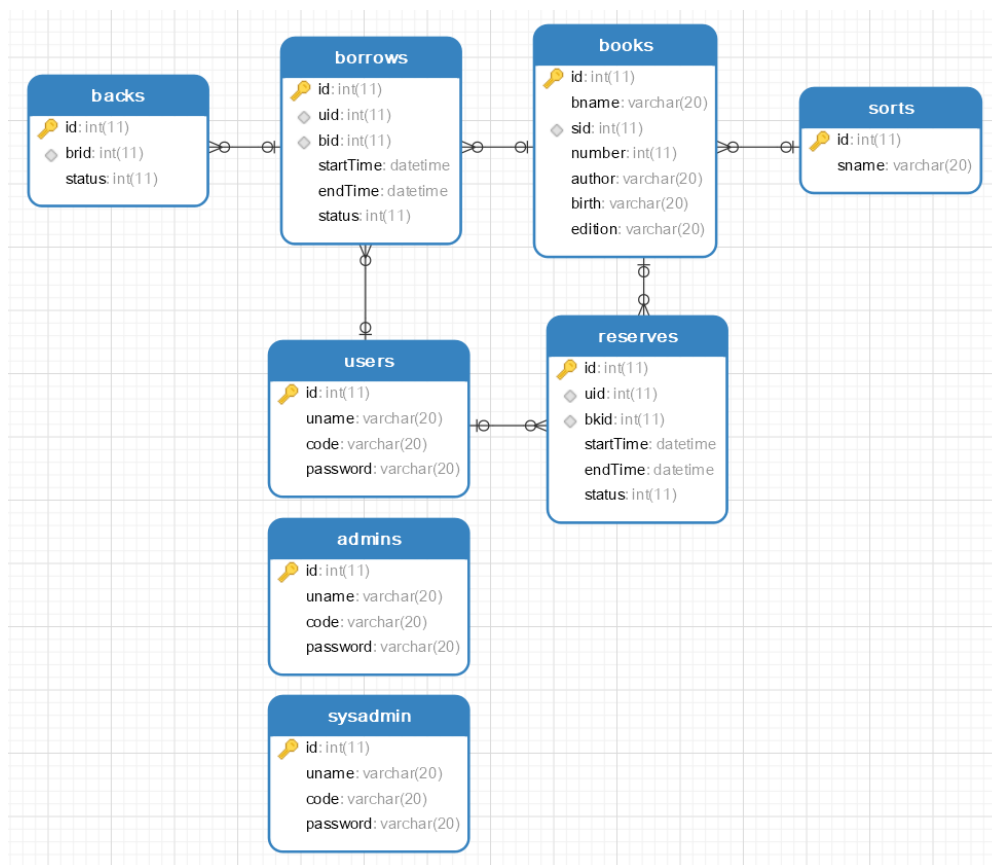 backs
id: int(11)
brid: int(11)
status: int(11)
borrows
id: int(11)
uid: int(11)
bid: int(11)
startTime: datetime
endTime: datetime
status: int(11)
books
id: int(11)
bname: varchar(20)
sid: int(11)
number: int(11)
author: varchar(20)
birth: varchar(20)
edition: varchar(20)
sorts
id: int(11)
sname: varchar(20)
users
id: int(11)
uname: varchar(20)
code: varchar(20)
password: varchar(20)
reserves
id: int(11)
uid: int(11)
bkid: int(11)
startTime: datetime
endTime: datetime
status: int(11)
admins
id: int(11)
uname: varchar(20)
code: varchar(20)
password: varchar(20)
sysadmin
id: int(11)
uname: varchar(20)
code: varchar(20)
password: varchar(20)